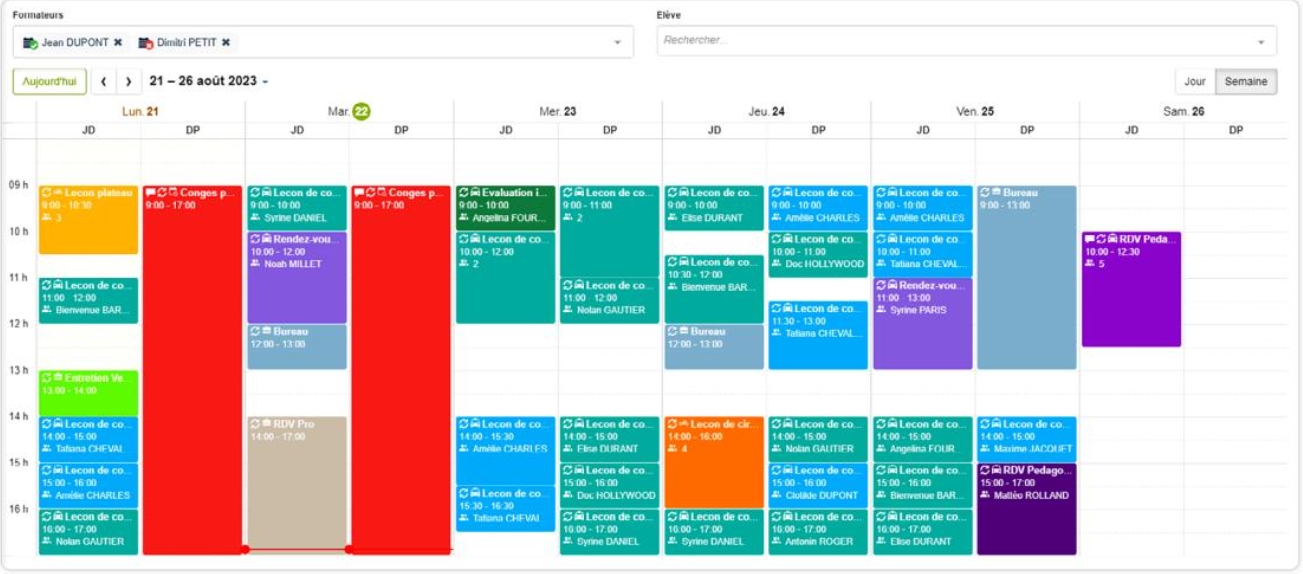 Formateurs
Elève
Jean DUPONT ✖ Dimitri PETIT ✖
Rechercher...
Aujourd'hui ‹ › 21 – 26 août 2023
Jour Semaine
Lun. 21 Mar. 22 Mer. 23 Jeu. 24 Ven. 25 Sam. 26
JD DP JD DP JD DP JD DP JD DP JD DP
09 h
10 h
11 h
12 h
13 h
14 h
15 h
16 h
Lecon plateau
9:00 - 10:30
3
Lecon de co...
11:00 - 12:00
Bienvenue BAR...
Entretien Ve...
13:00 - 14:00
Lecon de co...
14:00 - 15:00
Tatiana CHEVAL...
Lecon de co...
15:00 - 16:00
Amélie CHARLES
Lecon de co...
16:00 - 17:00
Nolan GAUTIER
Conges p...
9:00 - 17:00
Lecon de co...
9:00 - 10:00
Syrine DANIEL
Rendez-vou...
10:00 - 12:00
Noah MILLET
Bureau
12:00 - 13:00
RDV Pro
14:00 - 17:00
Conges p...
9:00 - 17:00
Evaluation i...
9:00 - 10:00
Angelina FOUR...
Lecon de co...
10:00 - 12:00
2
Lecon de co...
14:00 - 15:30
Amélie CHARLES
Lecon de co...
15:30 - 16:30
Tatiana CHEVAL...
Lecon de co...
9:00 - 11:00
2
Lecon de co...
11:00 - 12:00
Nolan GAUTIER
Lecon de co...
14:00 - 15:00
Elise DURANT
Lecon de co...
15:00 - 16:00
Doc HOLLYWOOD
Lecon de co...
16:00 - 17:00
Syrine DANIEL
Lecon de co...
9:00 - 10:00
Elise DURANT
Lecon de co...
10:30 - 12:00
Bienvenue BAR...
Bureau
12:00 - 13:00
Lecon de cir...
14:00 - 16:00
4
Lecon de co...
16:00 - 17:00
Syrine DANIEL
Lecon de co...
9:00 - 10:00
Amélie CHARLES
Lecon de co...
10:00 - 11:00
Doc HOLLYWOOD
Lecon de co...
11:30 - 13:00
Tatiana CHEVAL...
Lecon de co...
14:00 - 15:00
Nolan GAUTIER
Lecon de co...
15:00 - 16:00
Clotilde DUPONT
Lecon de co...
16:00 - 17:00
Antonin ROGER
Lecon de co...
9:00 - 10:00
Amélie CHARLES
Lecon de co...
10:00 - 11:00
Tatiana CHEVAL...
Rendez-vou...
11:00 - 13:00
Syrine PARIS
Lecon de co...
14:00 - 15:00
Angelina FOUR...
Lecon de co...
15:00 - 16:00
Bienvenue BAR...
Lecon de co...
16:00 - 17:00
Elise DURANT
Bureau
9:00 - 13:00
Lecon de co...
14:00 - 15:00
Maxime JACQUET
RDV Pedago...
15:00 - 17:00
Mattéo ROLLAND
RDV Peda...
10:00 - 12:30
5